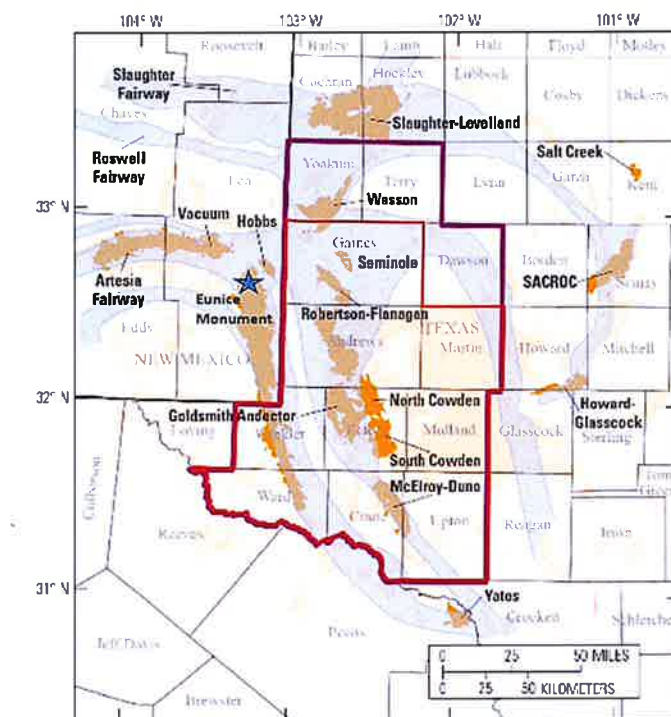 104° W
103° W
102° W
101° W
Roosevelt
Bailey
Lamb
Hale
Floyd
Motley
Slaughter
Fairway
Cochran
Hockley
Lubbock
Crosby
Dickens
Chaves
Slaughter-Levelland
Roswell
Fairway
Lea
Yoakum
Terry
Lynn
Garza
Salt Creek
Kent
33° N
Wasson
Vacuum
Hobbs
Gaines
Seminole
Dawson
Borden
SACROC
Scurry
Artesia
Fairway
Eunice
Monument
Robertson-Flanagan
Eddy
Andrews
TEXAS
Martin
Howard
Mitchell
NEW MEXICO
32° N
North Cowden
Goldsmith Andector
Howard-
Glasscock
Loving
Winkler
Ector
Midland
Glasscock
Sterling
South Cowden
Culberson
Ward
McElroy-Dune
Tom
Green
Crane
Upton
Reagan
Irion
Reeves
31° N
Yates
Crockett
Schleicher
Jeff Davis
Pecos
0 25 50 MILES
0 25 50 KILOMETERS
Brewster